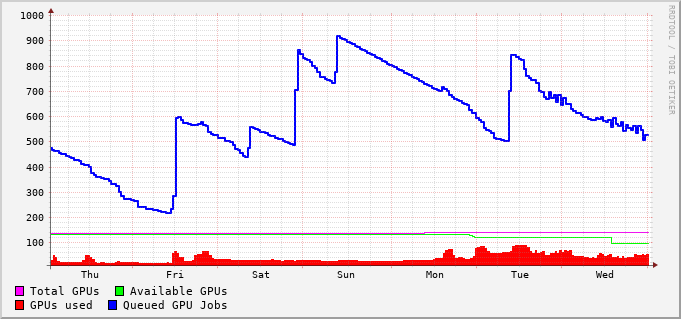 1000
900
800
700
600
500
400
300
200
100
Thu Fri Sat Sun Mon Tue Wed
RRDTOOL / TOBI OETIKER
Total GPUs Available GPUs
GPUs used Queued GPU Jobs